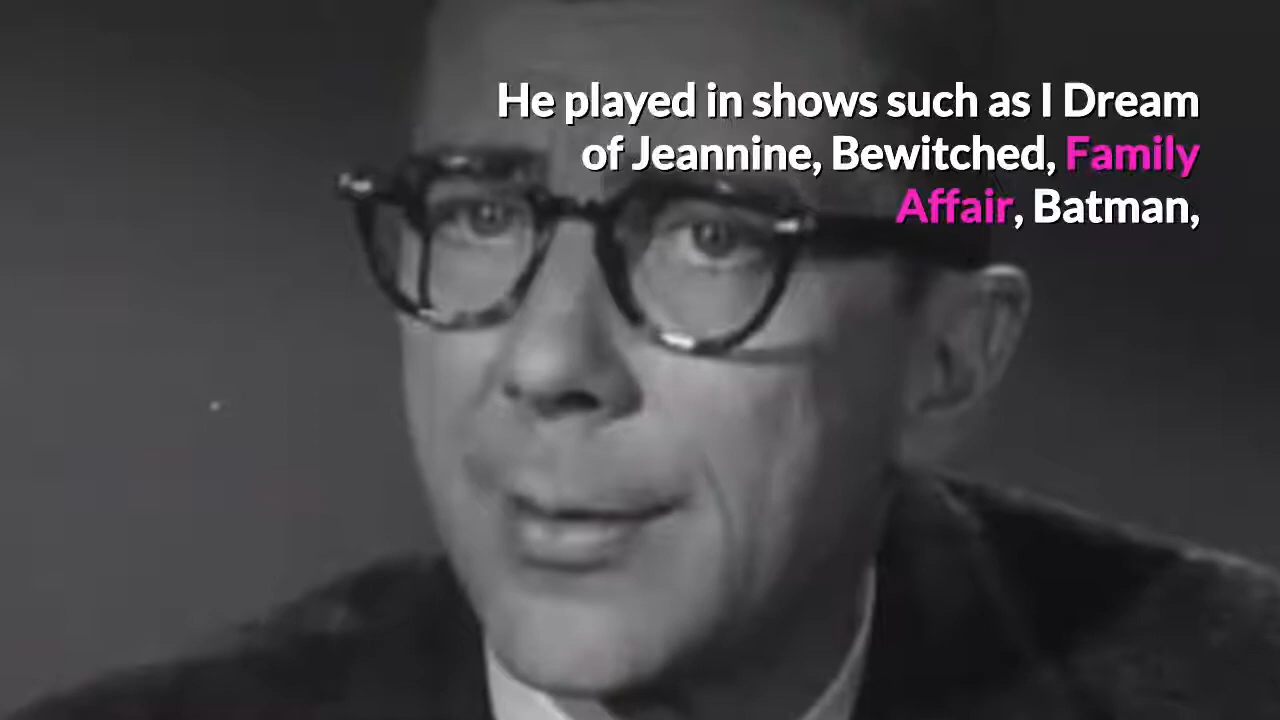 He played in shows such as I Dream
of Jeannine, Bewitched, Family
Affair, Batman,